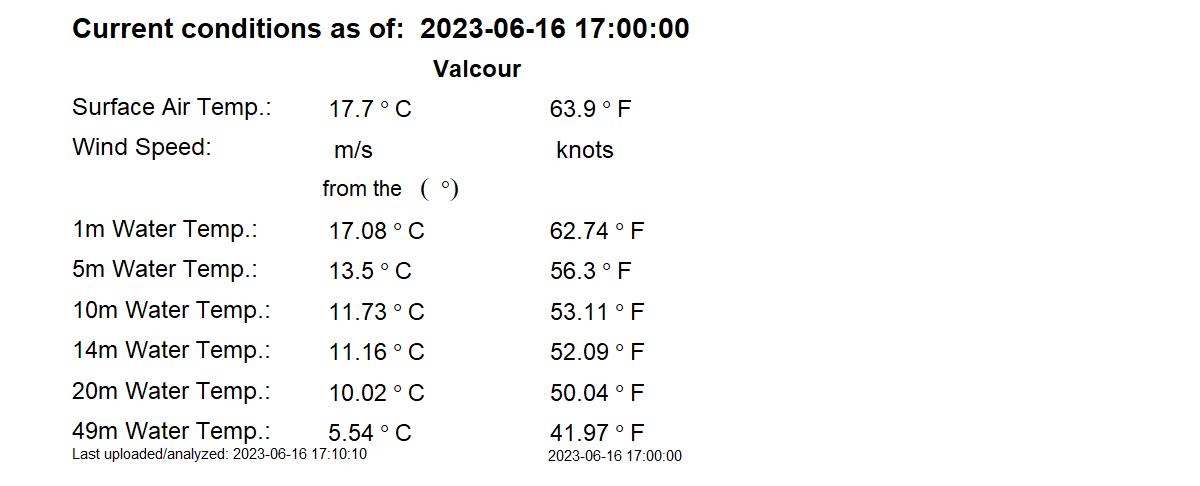 Current conditions as of:  2023-06-16 17:00:00
Valcour
Surface Air Temp.: 17.7 ° C 63.9 ° F
Wind Speed: m/s knots
from the ( °)
1m Water Temp.: 17.08 ° C 62.74 ° F
5m Water Temp.: 13.5 ° C 56.3 ° F
10m Water Temp.: 11.73 ° C 53.11 ° F
14m Water Temp.: 11.16 ° C 52.09 ° F
20m Water Temp.: 10.02 ° C 50.04 ° F
49m Water Temp.: 5.54 ° C 41.97 ° F
Last uploaded/analyzed: 2023-06-16 17:10:10 2023-06-16 17:00:00